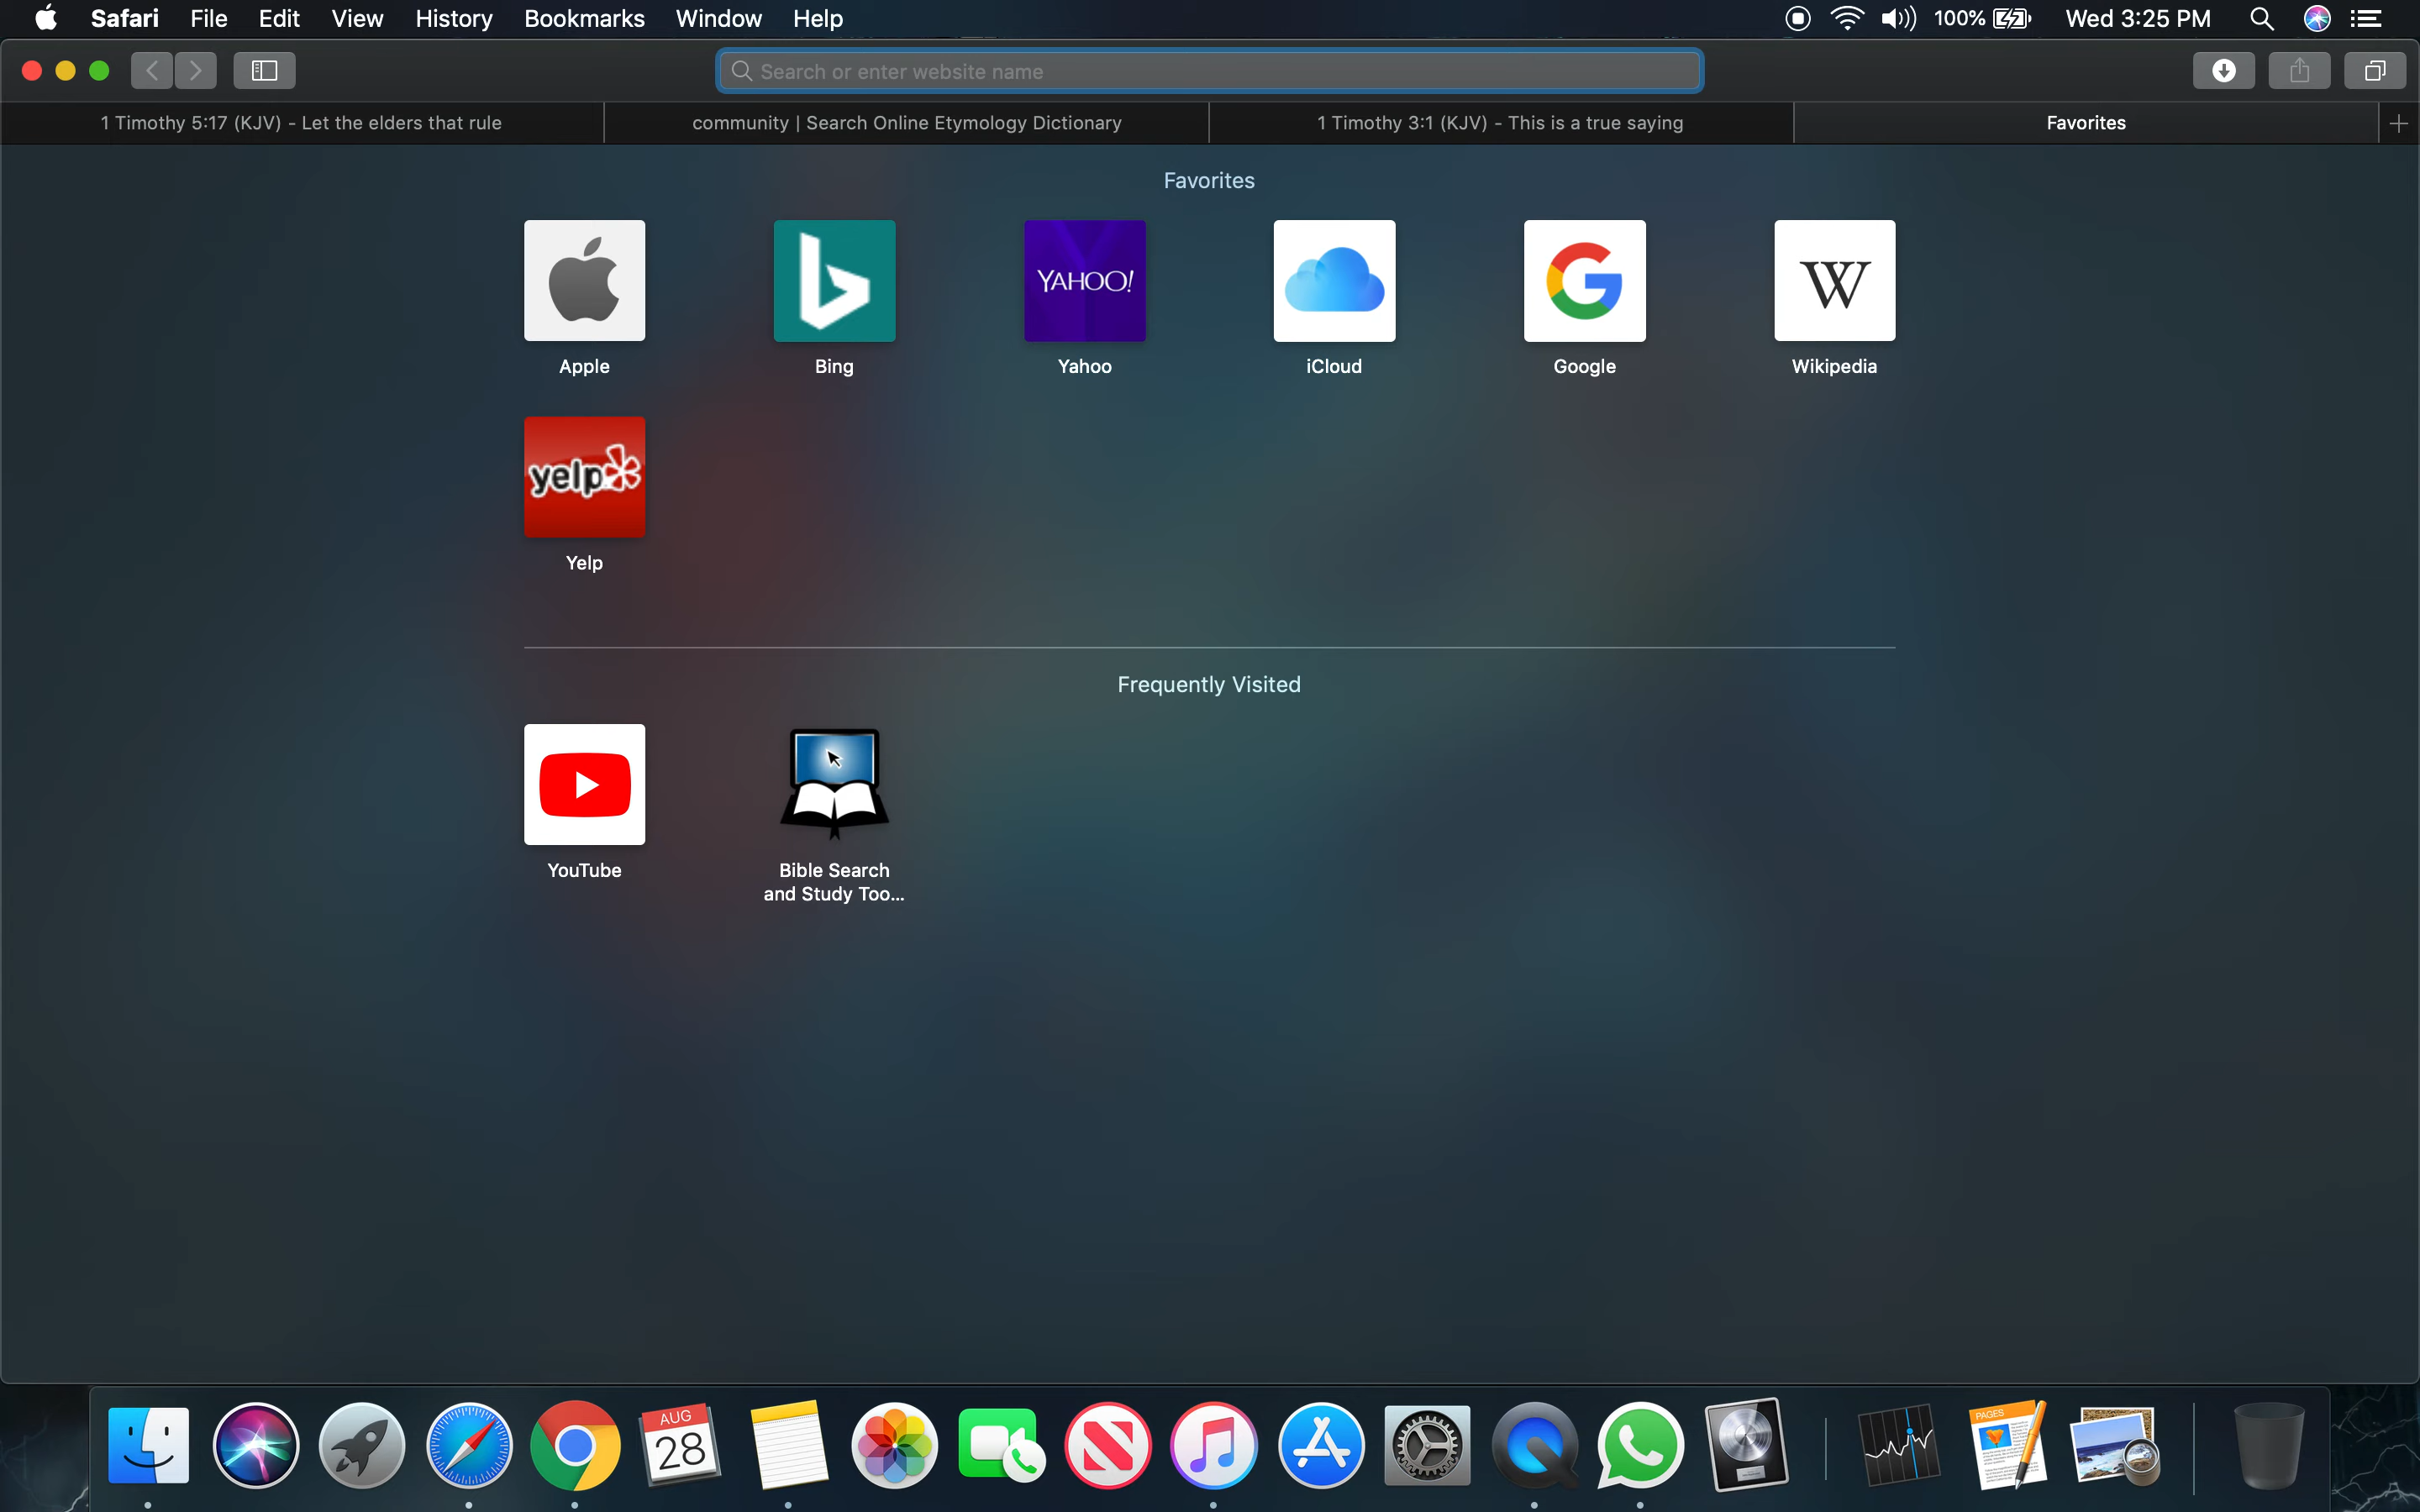 Safari File Edit View History Bookmarks Window Help 100% Wed 3:25 PM
Search or enter website name
1 Timothy 5:17 (KJV) - Let the elders that rule
community | Search Online Etymology Dictionary
1 Timothy 3:1 (KJV) - This is a true saying
Favorites
Favorites
YAHOO!
Apple
Bing
Yahoo
iCloud
Google
W
Wikipedia
yelp
Yelp
Frequently Visited
YouTube
Bible Search
and Study Too...
AUG
28
PAGES